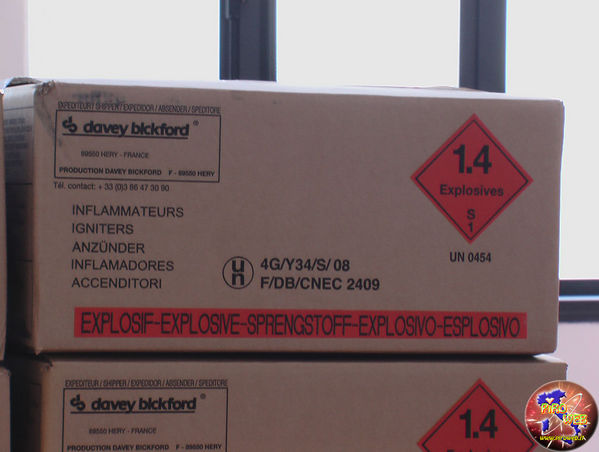 EXPEDITEUR / SHIPPER / EXPEDIDOR / ABSENDER / SPEDITORE
davey bickford ®
89550 HERY - FRANCE
PRODUCTION DAVEY BICKFORD F - 89550 HERY
Tél. contact: + 33 (0)3 86 47 30 90
INFLAMMATEURS
IGNITERS
ANZÜNDER
INFLAMADORES
ACCENDITORI
un
4G/Y34/S/ 08
F/DB/CNEC 2409
1.4
Explosives
S
1
UN 0454
EXPLOSIF-EXPLOSIVE-SPRENGSTOFF-EXPLOSIVO-ESPLOSIVO
EXPEDITEUR / SHIPPER / EXPEDIDOR / ABSENDER / SPEDITORE
davey bickford ®
89550 HERY - FRANCE
PRODUCTION DAVEY BICKFORD F - 89550 HERY
1.4